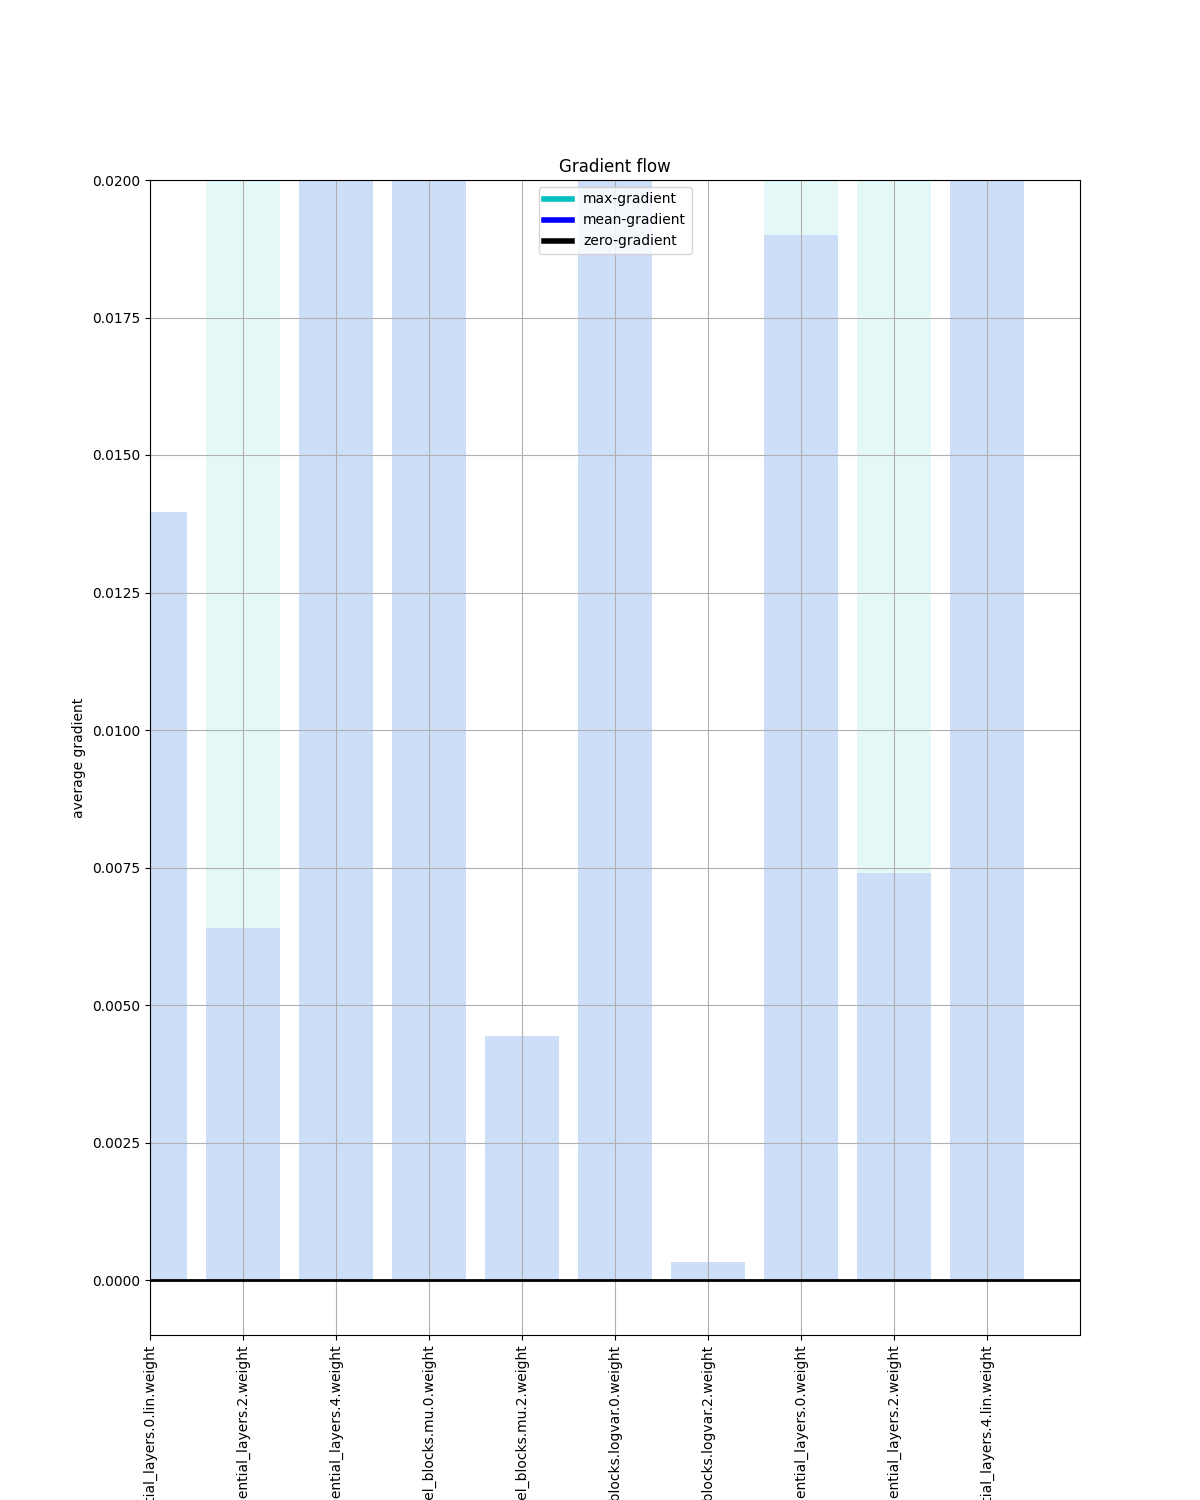 Gradient flow
max-gradient
mean-gradient
zero-gradient
0.0200
0.0175
0.0150
0.0125
0.0100
0.0075
0.0050
0.0025
0.0000
average gradient
tial_layers.0.lin.weight
ential_layers.2.weight
ential_layers.4.weight
el_blocks.mu.0.weight
el_blocks.mu.2.weight
blocks.logvar.0.weight
blocks.logvar.2.weight
ential_layers.0.weight
ential_layers.2.weight
tial_layers.4.lin.weight